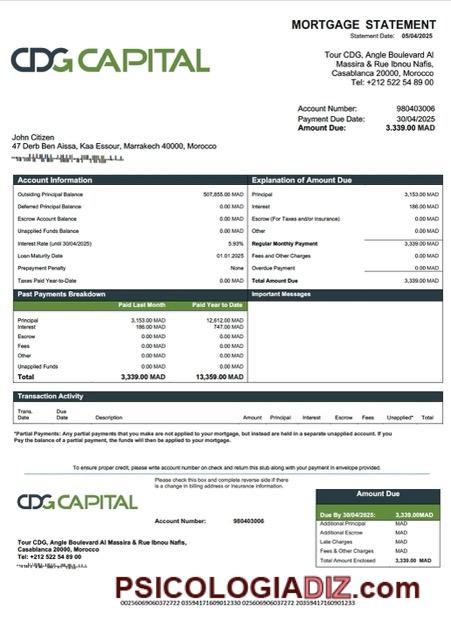 MORTGAGE STATEMENT
Statement Date: 05/04/2025
CDG CAPITAL
Tour CDG, Angle Boulevard Al
Massira & Rue Ibnou Nafis,
Casablanca 20000, Morocco
Tel: +212 522 54 89 00
Account Number: 980403006
Payment Due Date: 30/04/2025
Amount Due: 3.339.00 MAD
John Citizen
47 Derb Ben Aissa, Kaa Essour, Marrakech 40000, Morocco
Account Information
Outsiding Principal Balance 507,855.00 MAD
Deferred Principal Balance 0.00 MAD
Escrow Account Balance 0.00 MAD
Unapplied Funds Balance 0.00 MAD
Interest Rate (until 30/04/2025) 5.93%
Loan Maturity Date 01.01.2025
Prepayment Penalty None
Taxes Paid Year-to-Date 0.00 MAD
Explanation of Amount Due
Principal 3,153.00 MAD
Interest 186.00 MAD
Escrow (For Taxes and/or insurance) 0.00 MAD
Other 0.00 MAD
Regular Monthly Payment 3,339.00 MAD
Fees and Other Charges 0.00 MAD
Overdue Payment 0.00 MAD
Total Amount Due 3,339.00 MAD
Past Payments Breakdown
Paid Last Month Paid Year to Date
Principal 3,153.00 MAD 12,612.00 MAD
Interest 186.00 MAD 747.00 MAD
Escrow 0.00 MAD 0.00 MAD
Fees 0.00 MAD 0.00 MAD
Other 0.00 MAD 0.00 MAD
Unapplied Funds 0.00 MAD 0.00 MAD
Total 3,339.00 MAD 13,359.00 MAD
Important Messages
Transaction Activity
Trans. Date Due Date Description Amount Principal Interest Escrow Fees Unapplied* Total
*Partial Payments: Any partial payments that you make are not applied to your mortgage, but instead are held in a separate unapplied account. If you
Pay the balance of a partial payment, the funds will then be applied to your mortgage.
To ensure proper credit, please write account number on check and return this stub along with your payment in envelope provided.
Please check this box and complete reverse side if there
is a change in billing address or insurance information.
CDG CAPITAL
Account Number: 980403006
Tour CDG, Angle Boulevard Al Massira & Rue Ibnou Nafis,
Casablanca 20000, Morocco
Tel: +212 522 54 89 00
Amount Due
Due By 30/04/2025: 3,339.00MAD
Additional Principal MAD
Additional Escrow MAD
Late Charges MAD
Fees & Other Charges MAD
Total Amount Enclosed 3,339.00 MAD
PSICOLOGIADIZ.com